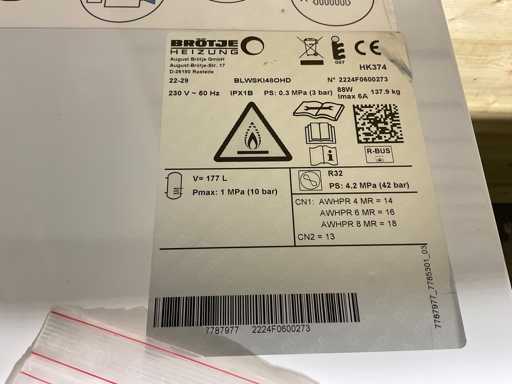 BRÖTJE
HEIZUNG
August Brötje GmbH
August-Brötje-Str. 17
D-26180 Rastede
GET
CE
HK374
22-29
BLWSKI48OHD
N° 2224F0600273
230 V ~ 50 Hz
IPX1B
PS: 0.3 MPa (3 bar)
88W
Imax 6A
137.9 kg
i
R-BUS
V= 177 L
Pmax: 1 MPa (10 bar)
R32
PS: 4.2 MPa (42 bar)
CN1: AWHPR 4 MR = 14
AWHPR 6 MR = 16
AWHPR 8 MR = 18
CN2 = 13
7787977_7785301_03
7787977 2224F0600273